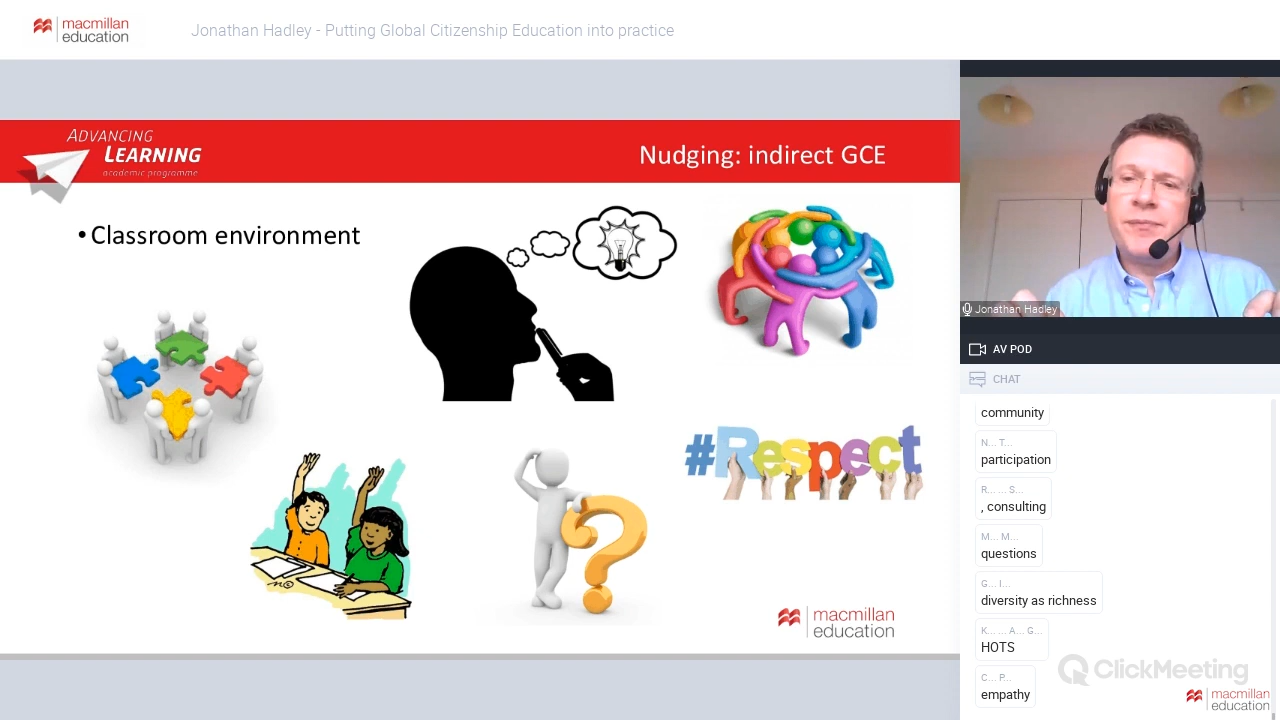 macmillan
education
Jonathan Hadley - Putting Global Citizenship Education into practice
ADVANCING
LEARNING
academic programme
Nudging: indirect GCE
• Classroom environment
#Respect
macmillan
education
Jonathan Hadley
AV POD
CHAT
community
N... T...
participation
R... ... S...
, consulting
M... M...
questions
G... I...
diversity as richness
K... ... A... G...
HOTS
C... P...
empathy
ClickMeeting
macmillan
education